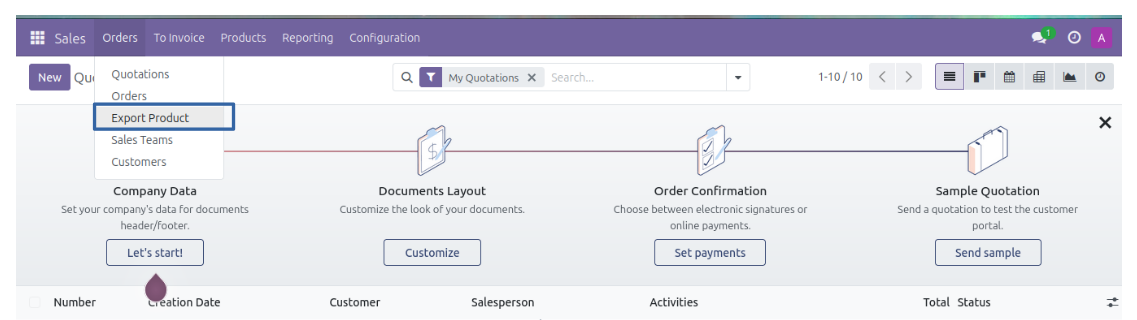 Sales Orders To Invoice Products Reporting Configuration 1 A
New Qu My Quotations × Search... 1-10 / 10
Quotations
Orders
Export Product
Sales Teams
Customers
Company Data
Set your company's data for documents
header/footer.
Let's start!
Documents Layout
Customize the look of your documents.
Customize
Order Confirmation
Choose between electronic signatures or
online payments.
Set payments
Sample Quotation
Send a quotation to test the customer
portal.
Send sample
Number Creation Date Customer Salesperson Activities Total Status